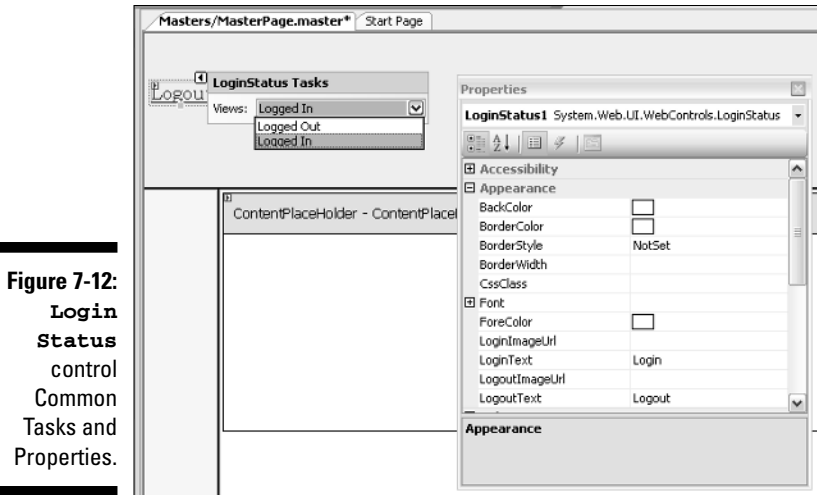 Masters/MasterPage.master* Start Page
Logou
LoginStatus Tasks
Views: Logged In
Logged Out
Logged In
ContentPlaceHolder - ContentPlacel
Properties
LoginStatus1 System.Web.UI.WebControls.LoginStatus
Accessibility
Appearance
BackColor
BorderColor
BorderStyle NotSet
BorderWidth
CssClass
Font
ForeColor
LoginImageUrl
LoginText Login
LogoutImageUrl
LogoutText Logout
Appearance
Figure 7-12:
Login
Status
control
Common
Tasks and
Properties.